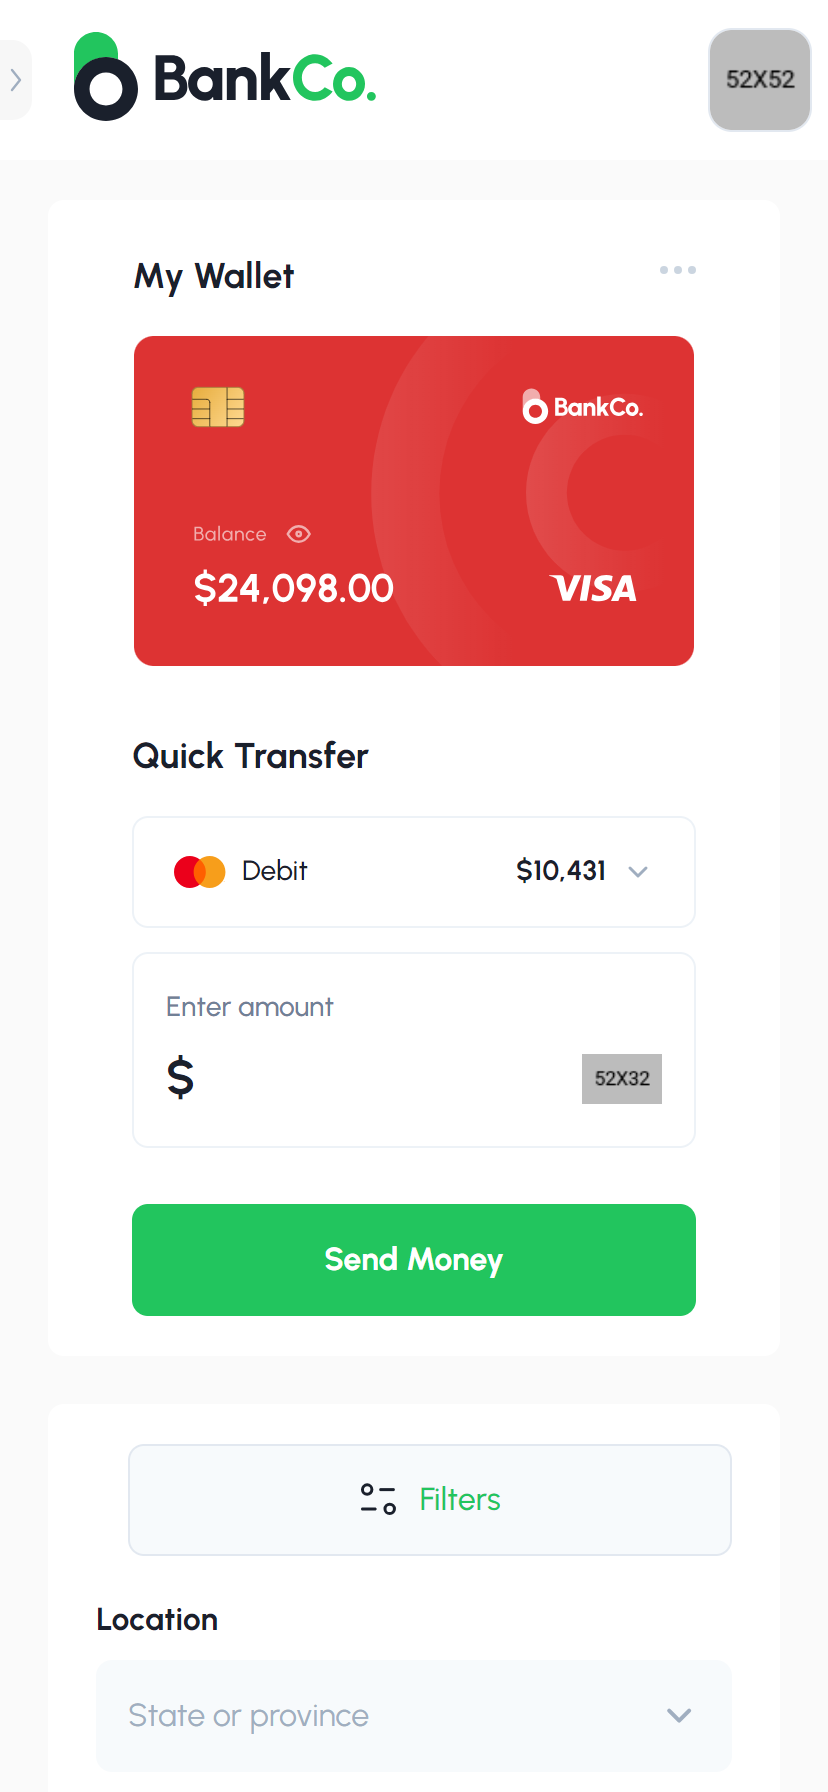 BankCo.
52X52
My Wallet
BankCo.
Balance
$24,098.00
VISA
Quick Transfer
Debit
$10,431
Enter amount
$
52X32
Send Money
Filters
Location
State or province